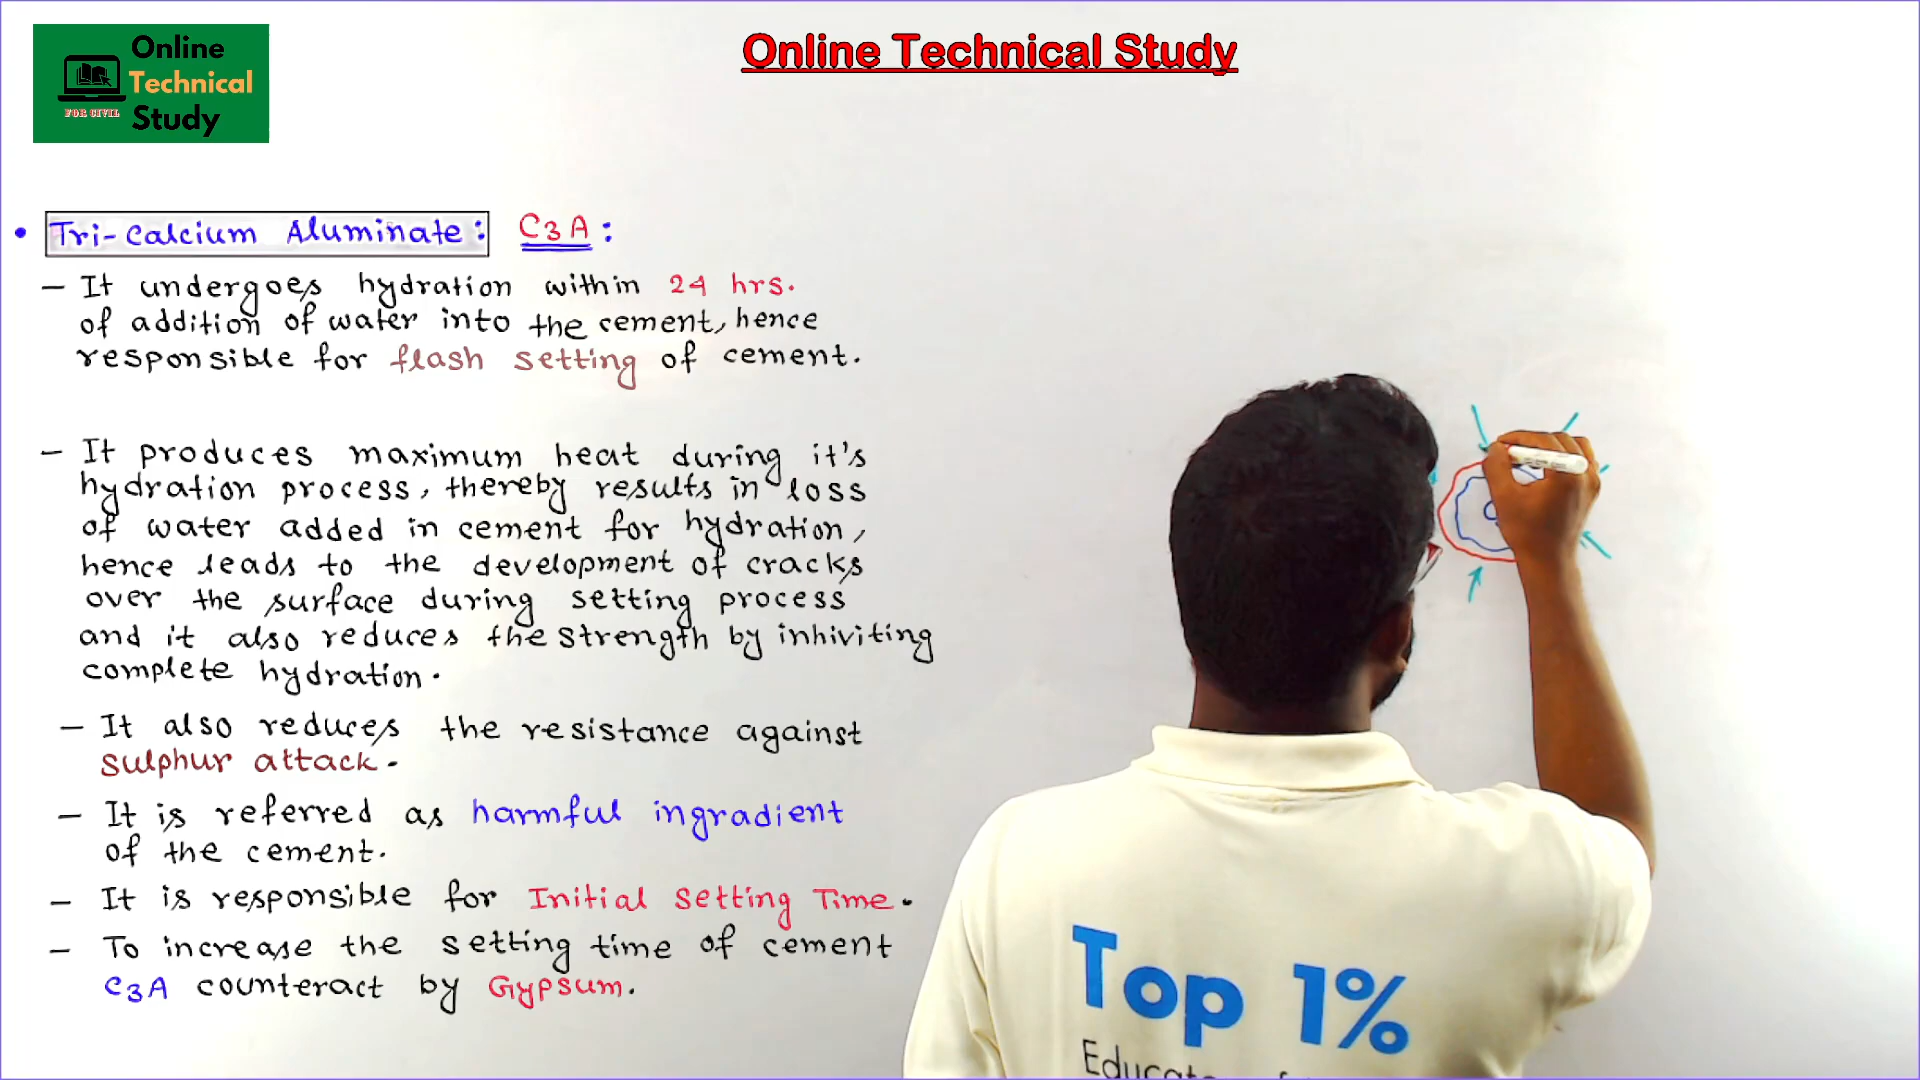 Online
Technical
Study
FOR CIVIL
Online Technical Study
• Tri-Calcium Aluminate: C3A:
– It undergoes hydration within 24 hrs.
of addition of water into the cement, hence
responsible for flash setting of cement.
– It produces maximum heat during it's
hydration process, thereby results in loss
of water added in cement for hydration,
hence leads to the development of cracks
over the surface during setting process
and it also reduces the strength by inhiviting
complete hydration.
– It also reduces the resistance against
sulphur attack.
– It is referred as harmful ingradient
of the cement.
– It is responsible for Initial Setting Time.
– To increase the setting time of cement
C3A counteract by Gypsum.
Top 1%